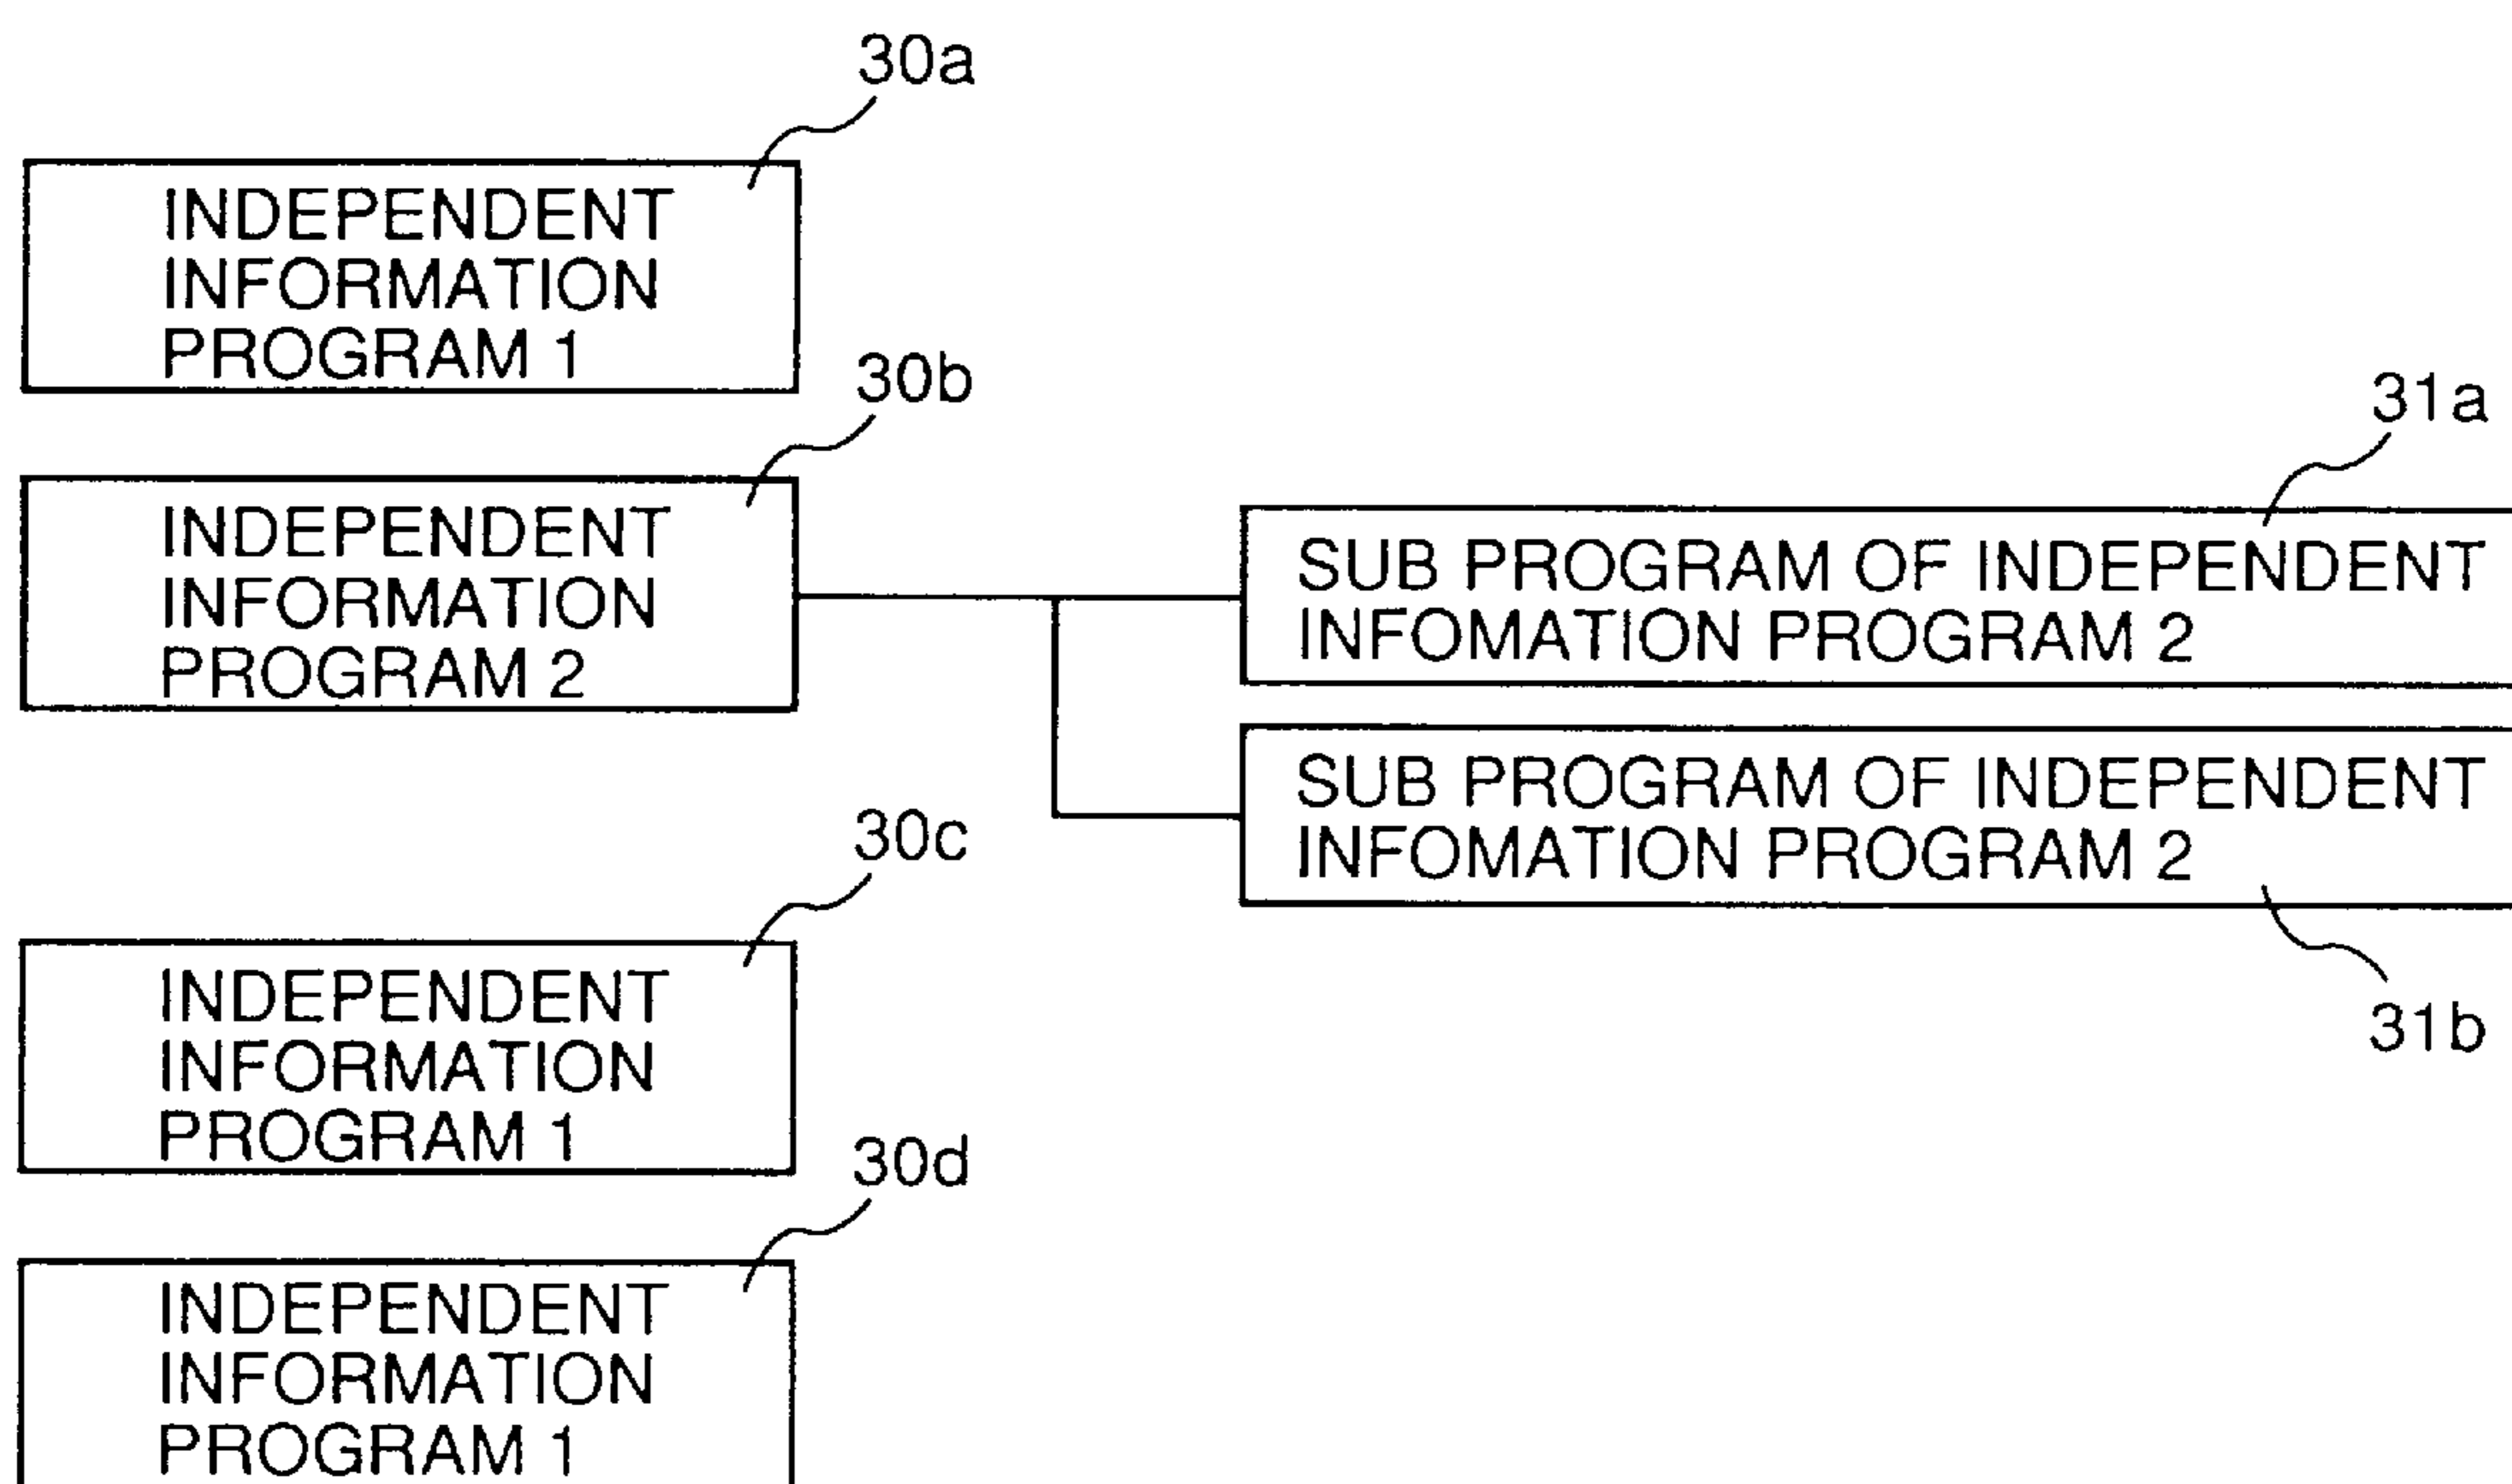 30a
INDEPENDENT
INFORMATION
PROGRAM 1
30b
INDEPENDENT
INFORMATION
PROGRAM 2
31a
SUB PROGRAM OF INDEPENDENT
INFOMATION PROGRAM 2
SUB PROGRAM OF INDEPENDENT
INFOMATION PROGRAM 2
31b
30c
INDEPENDENT
INFORMATION
PROGRAM 1
30d
INDEPENDENT
INFORMATION
PROGRAM 1